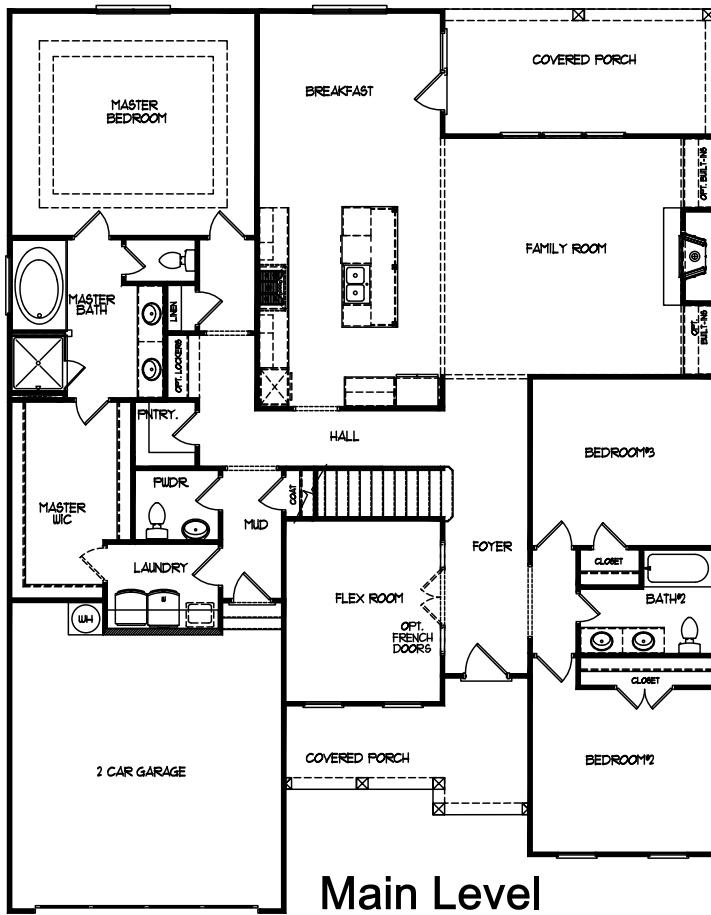 COVERED PORCH
BREAKFAST
MASTER
BEDROOM
OPT. BUILT-INS
FAMILY ROOM
MASTER
BATH
LINEN
OPT.
BUILT-INS
OPT. LOCKERS
PNTRY.
HALL
BEDROOM#3
PWDR.
COAT
MASTER
WIC
MUD
FOYER
CLOSET
LAUNDRY
FLEX ROOM
BATH#2
WH
OPT.
FRENCH
DOORS
CLOSET
2 CAR GARAGE
COVERED PORCH
BEDROOM#2
Main Level